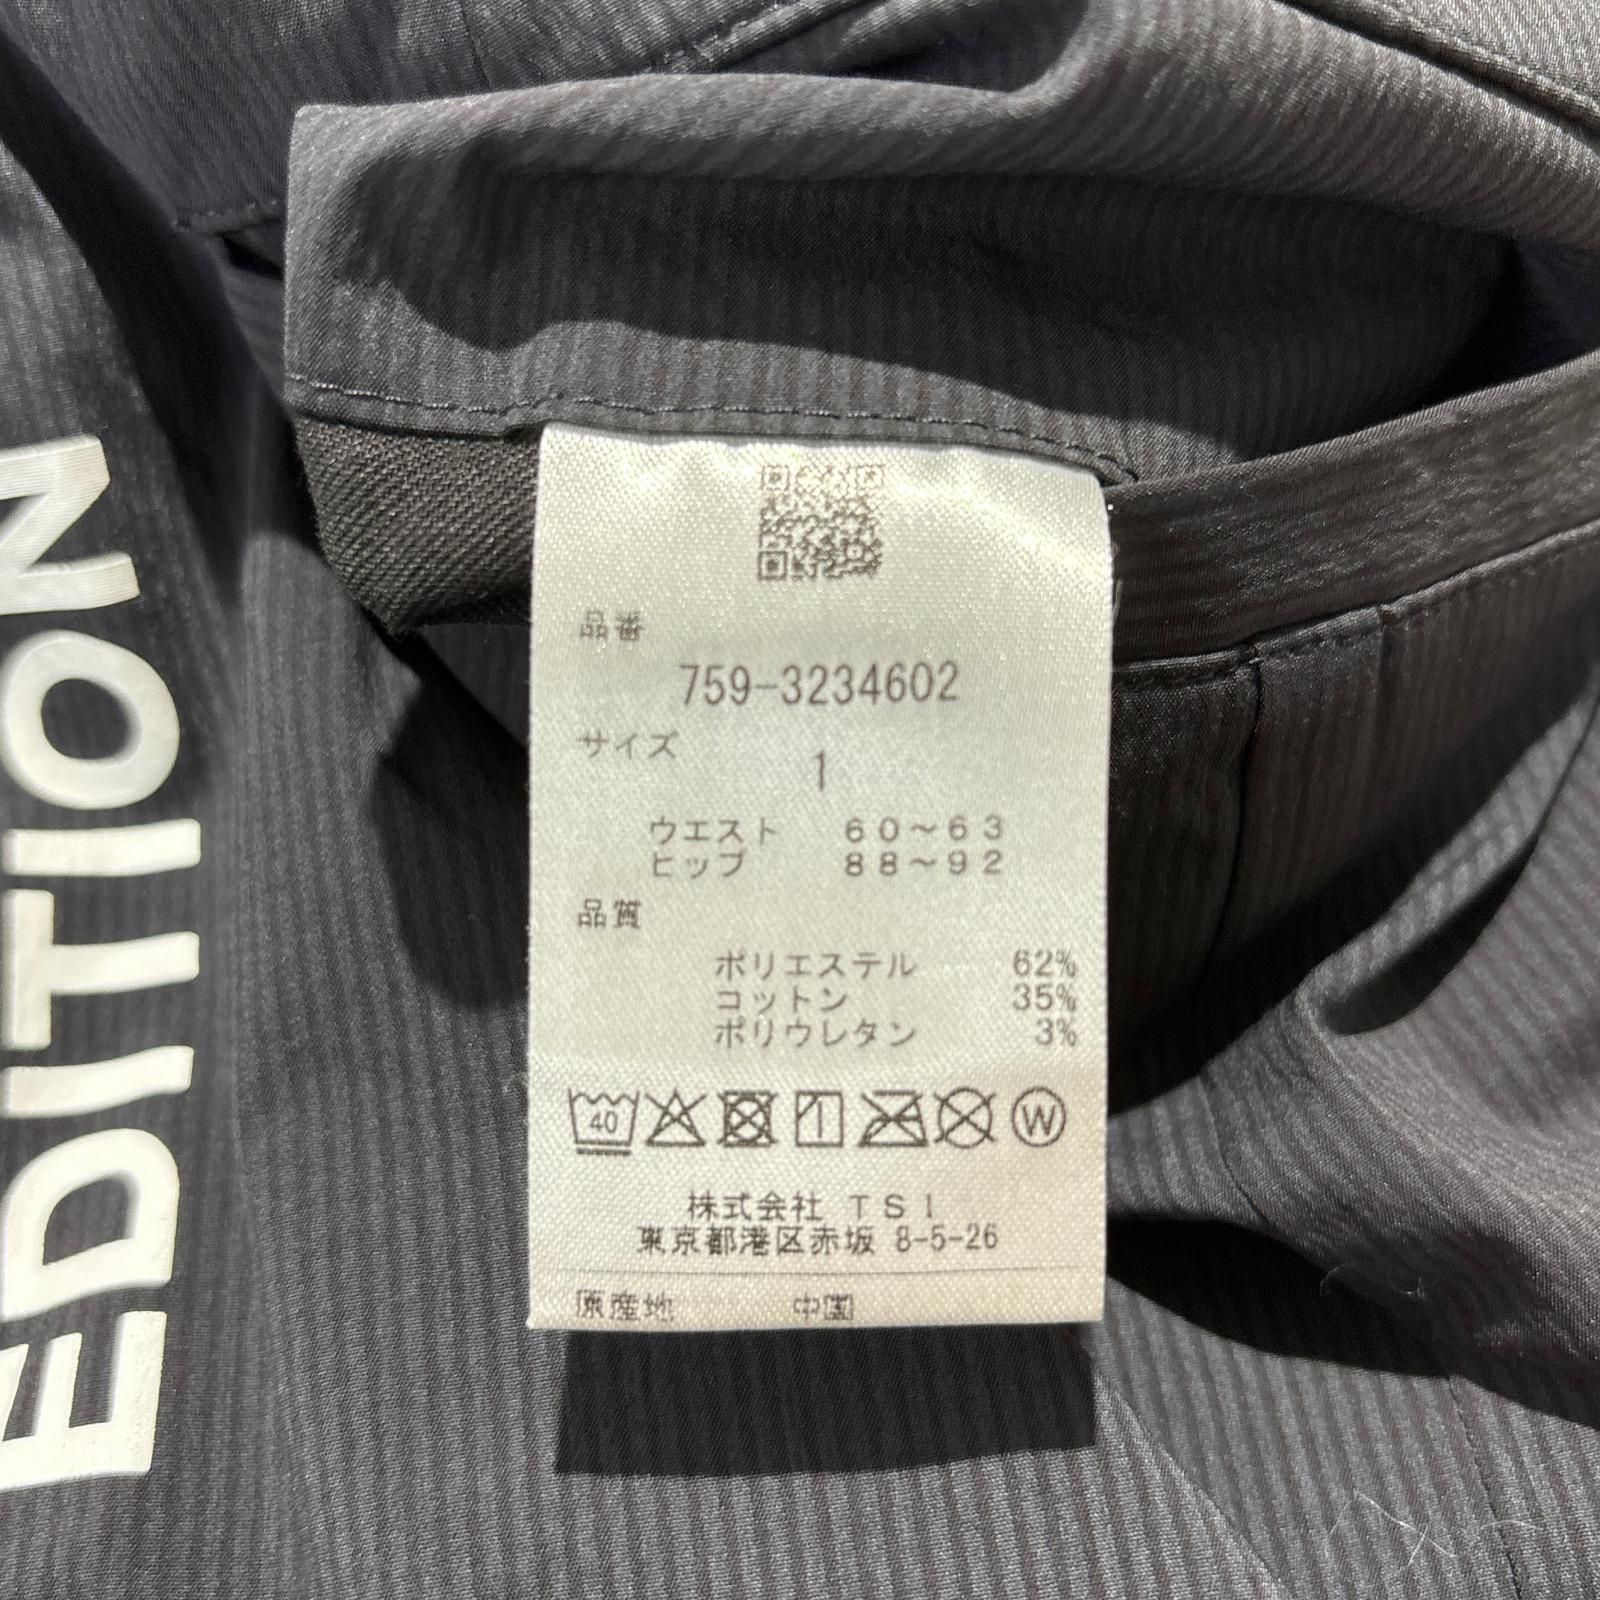 EDITION
品番
759-3234602
サイズ
1
ウエスト 60～63
ヒップ 88～92
品質
ポリエステル 62%
コットン 35%
ポリウレタン 3%
40
W
株式会社 TSI
東京都港区赤坂 8-5-26
原産地 中国